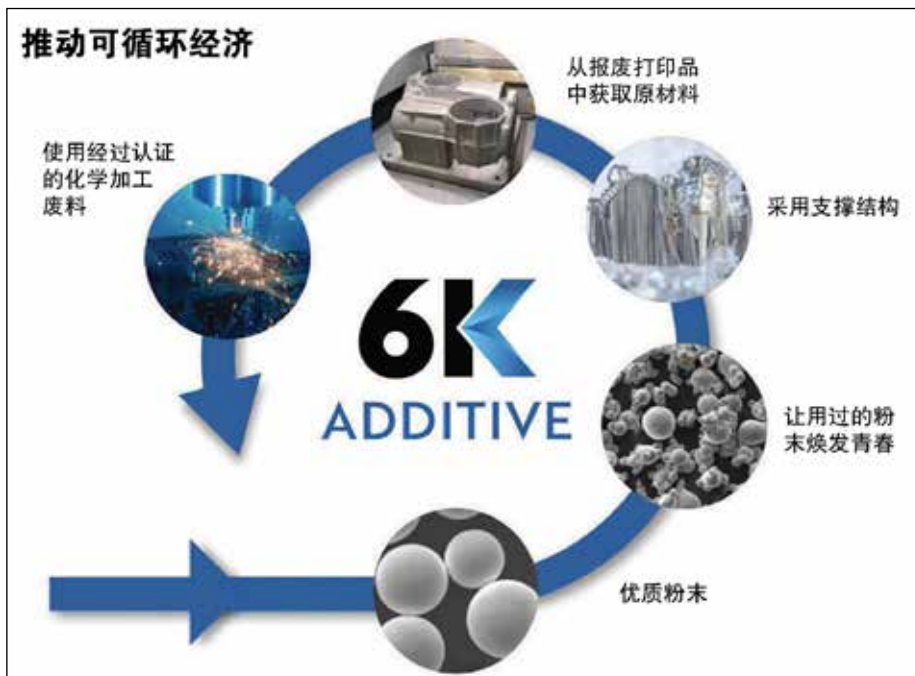 推动可循环经济
从报废打印品
中获取原材料
使用经过认证
的化学加工
废料
采用支撑结构
6K
ADDITIVE
让用过的粉
末焕发青春
优质粉末